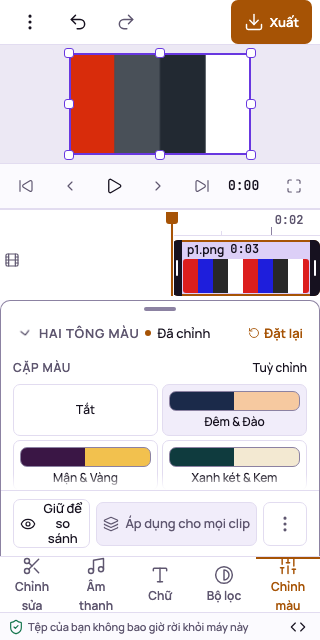 Xuất
0:00
0:02
p1.png 0:03
HAI TÔNG MÀU Đã chỉnh Đặt lại
CẶP MÀU Tuỳ chỉnh
Tắt
Đêm & Đào
Mận & Vàng
Xanh két & Kem
Giữ để
so
sánh
Áp dụng cho mọi clip
Chỉnh
sửa
Âm
thanh
Chữ
Bộ lọc
Chỉnh
màu
Tệp của bạn không bao giờ rời khỏi máy này